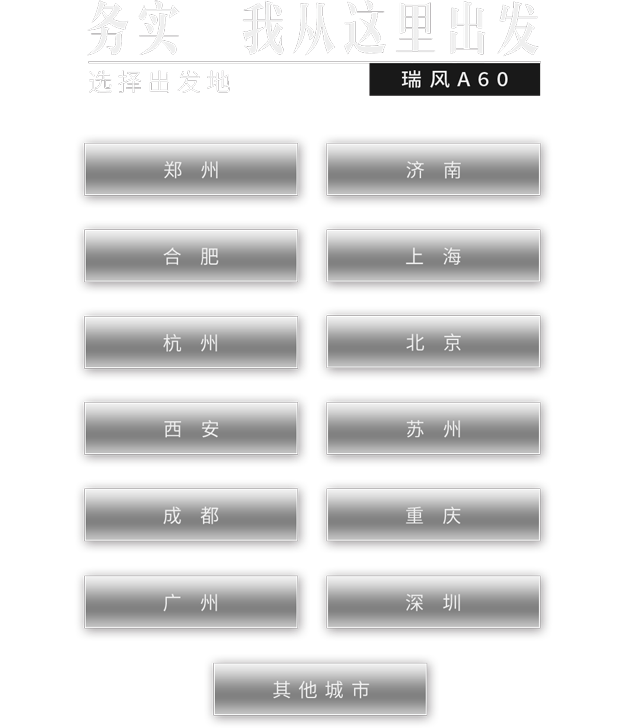 务实 我从这里出发
选择出发地 瑞风A60
郑州 济南
合肥 上海
杭州 北京
西安 苏州
成都 重庆
广州 深圳
其他城市